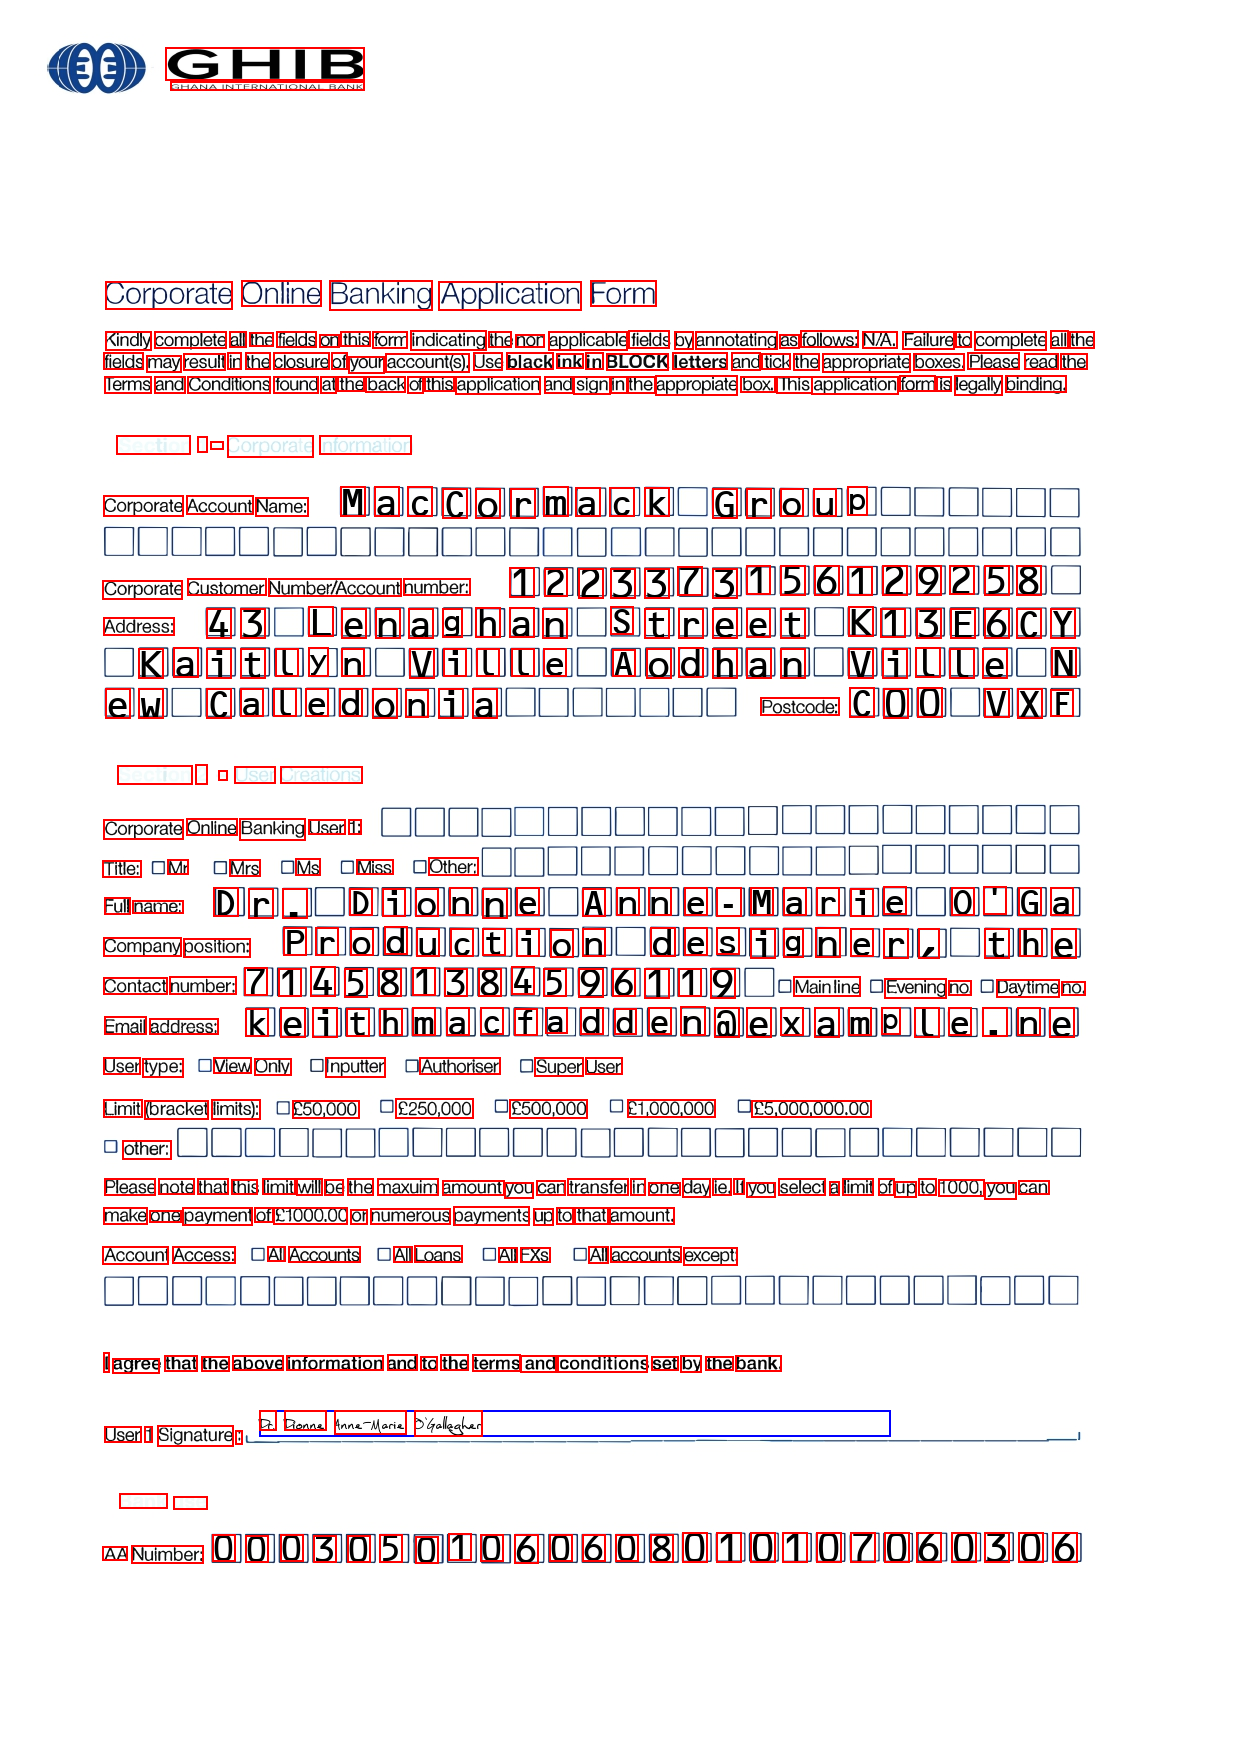 GHIB
GHANA INTERNATIONAL BANK
Corporate Online Banking Application Form
Kindly complete all the fields on this form indicating the non applicable fields by annotating as follows: N/A. Failure to complete all the
fields may result in the closure of your account(s). Use black ink in BLOCK letters and tick the appropriate boxes. Please read the
Terms and Conditions found at the back of this application and sign in the appropiate box. This application form is legally binding.
Section - Corporate Information
Corporate Account Name: MacCormack Group
Corporate Customer Number/Account number: 1223373156129258
Address: 43 Lenaghan Street K13E6CY
Kaitlyn Ville Aodhan Ville N
ew Caledonia Postcode: COO VXF
Section - User Creations
Corporate Online Banking User 1:
Title: Mr Mrs Ms Miss Other:
Full name: Dr. Dionne Anne-Marie O'Ga
Company position: Production designer, the
Contact number: 714581384596119 Main line Evening no Daytime no.
Email address: keithmacfadden@example.ne
User type: View Only Inputter Authoriser Super User
Limit (bracket limits): £50,000 £250,000 £500,000 £1,000,000 £5,000,000.00
other:
Please note that this limit will be the maxuim amount you can transfer in one day ie. If you select a limit of up to 1000, you can
make one payment of £1000.00 or numerous payments up to that amount.
Account Access: All Accounts All Loans All FXs All accounts except
I agree that the above information and to the terms and conditions set by the bank.
User 1 Signature : Dr. Dionne Anne-Marie O'Gallagher
AA Nuimber: 00030501060608010107060306